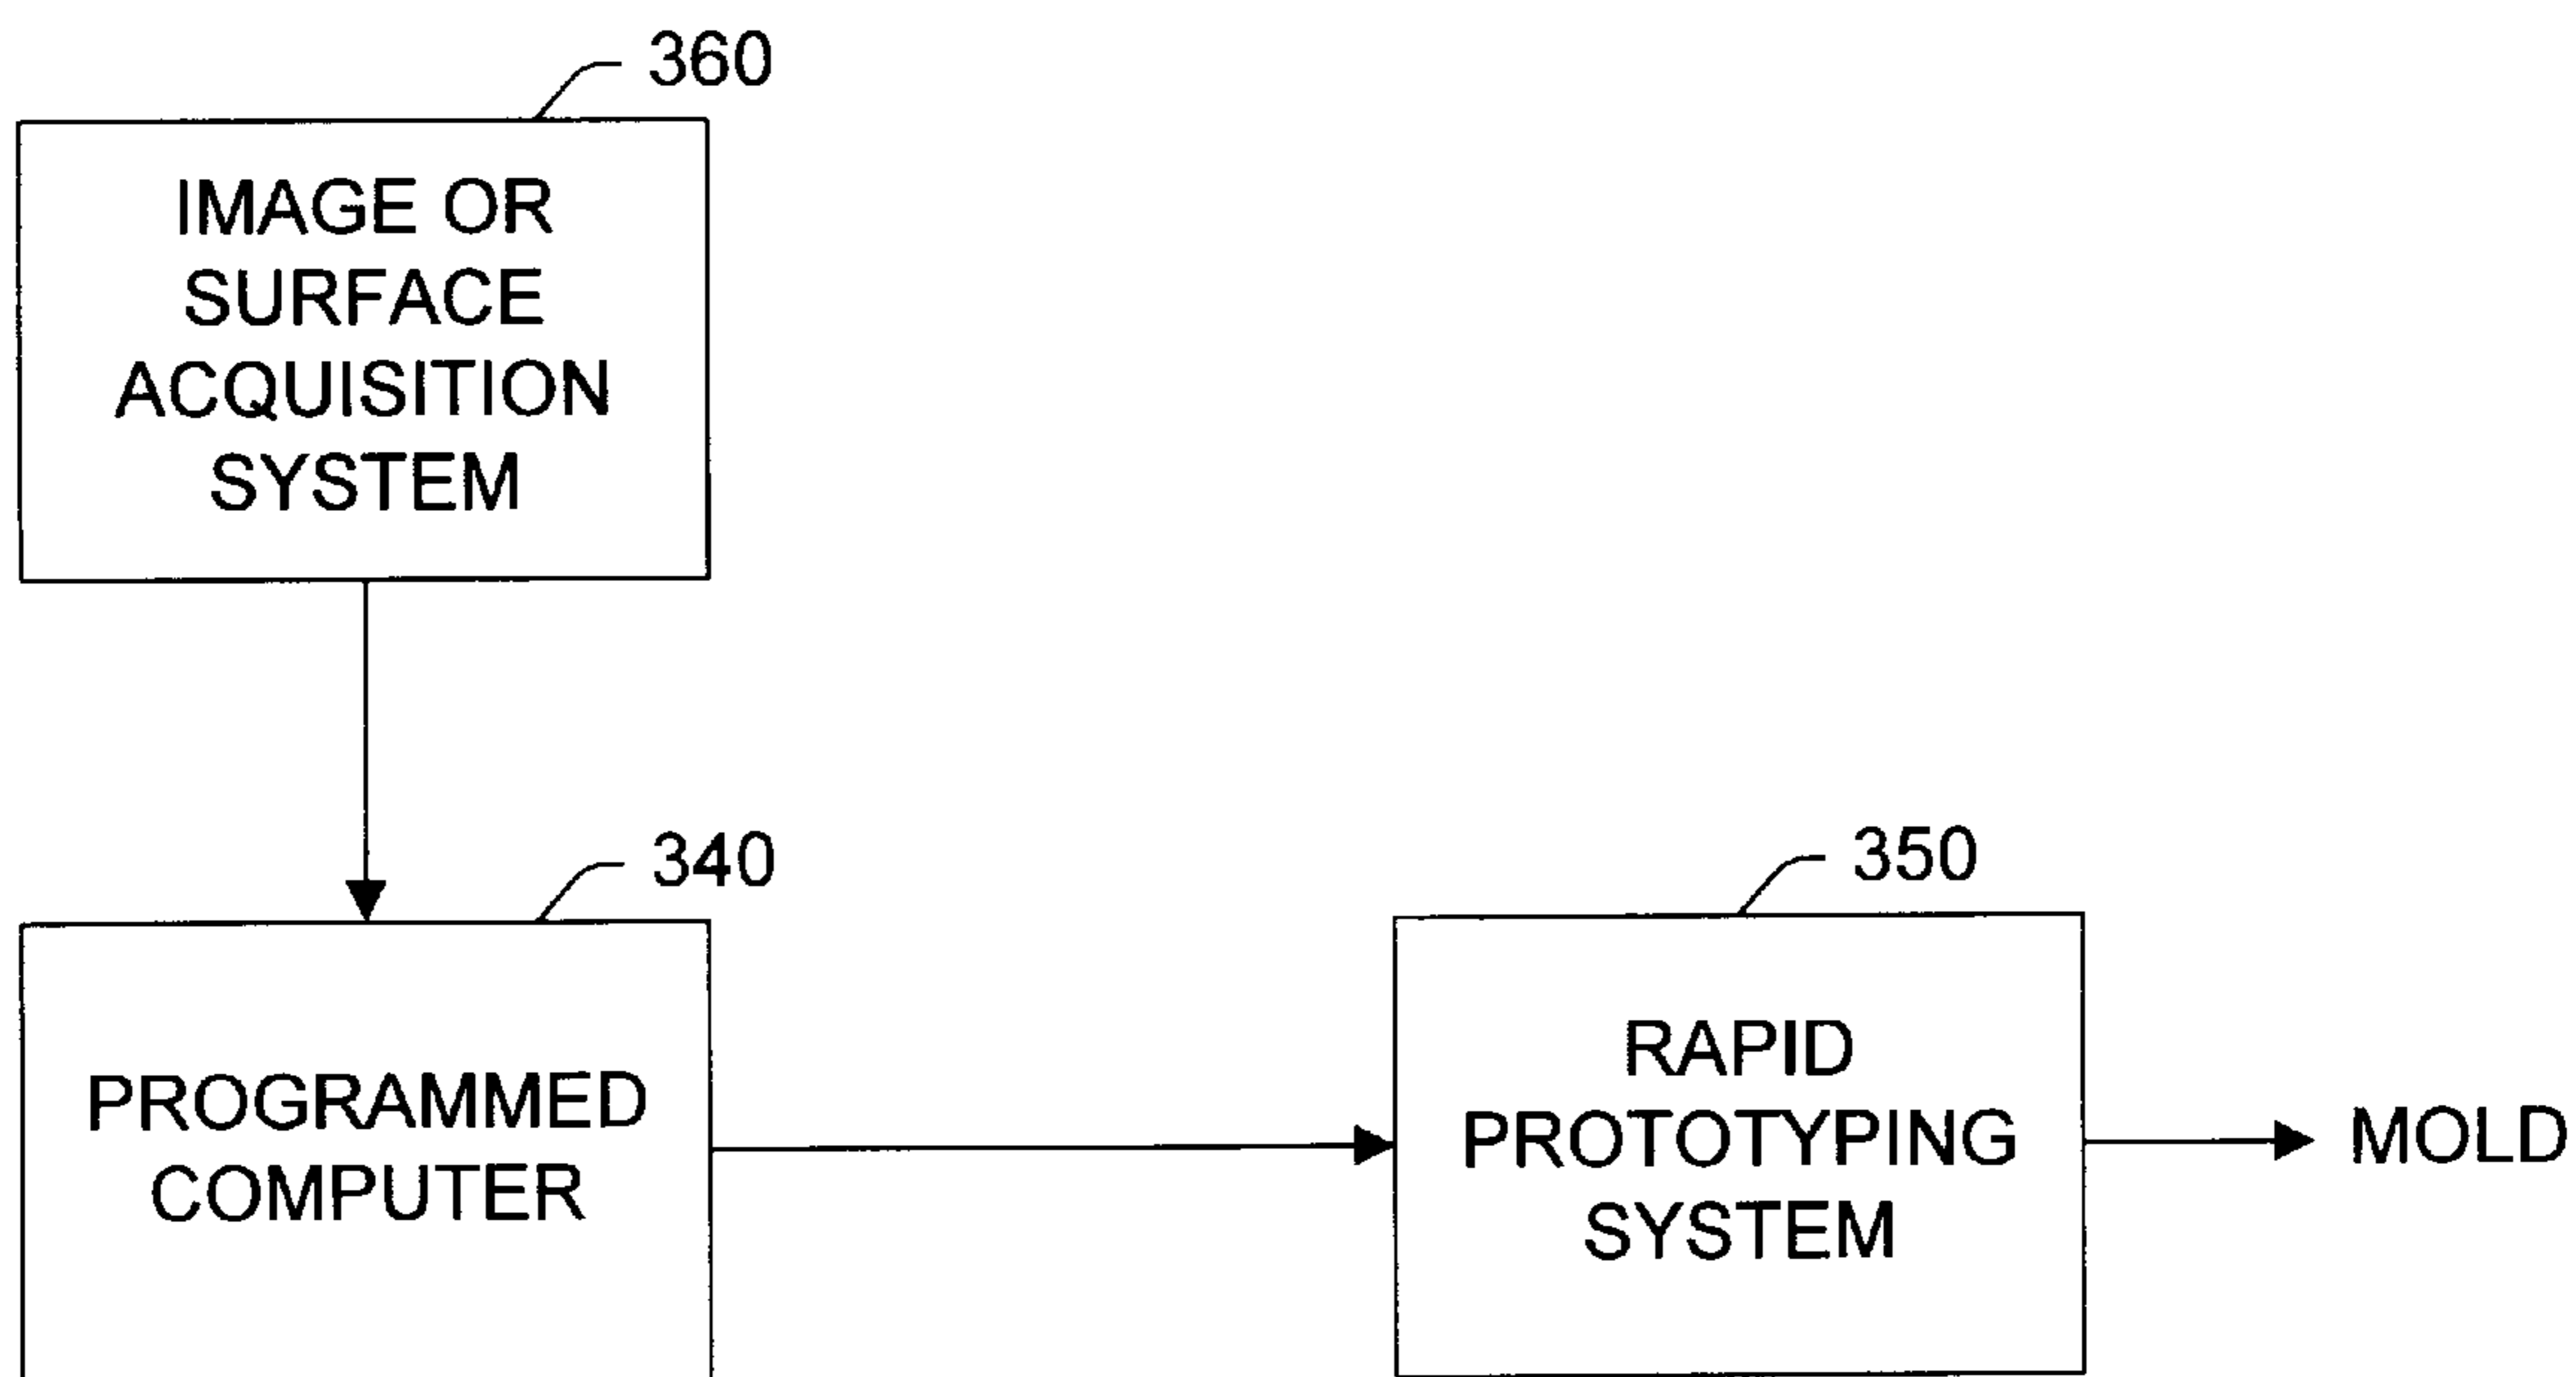 360
IMAGE OR
SURFACE
ACQUISITION
SYSTEM
340
PROGRAMMED
COMPUTER
350
RAPID
PROTOTYPING
SYSTEM
MOLD